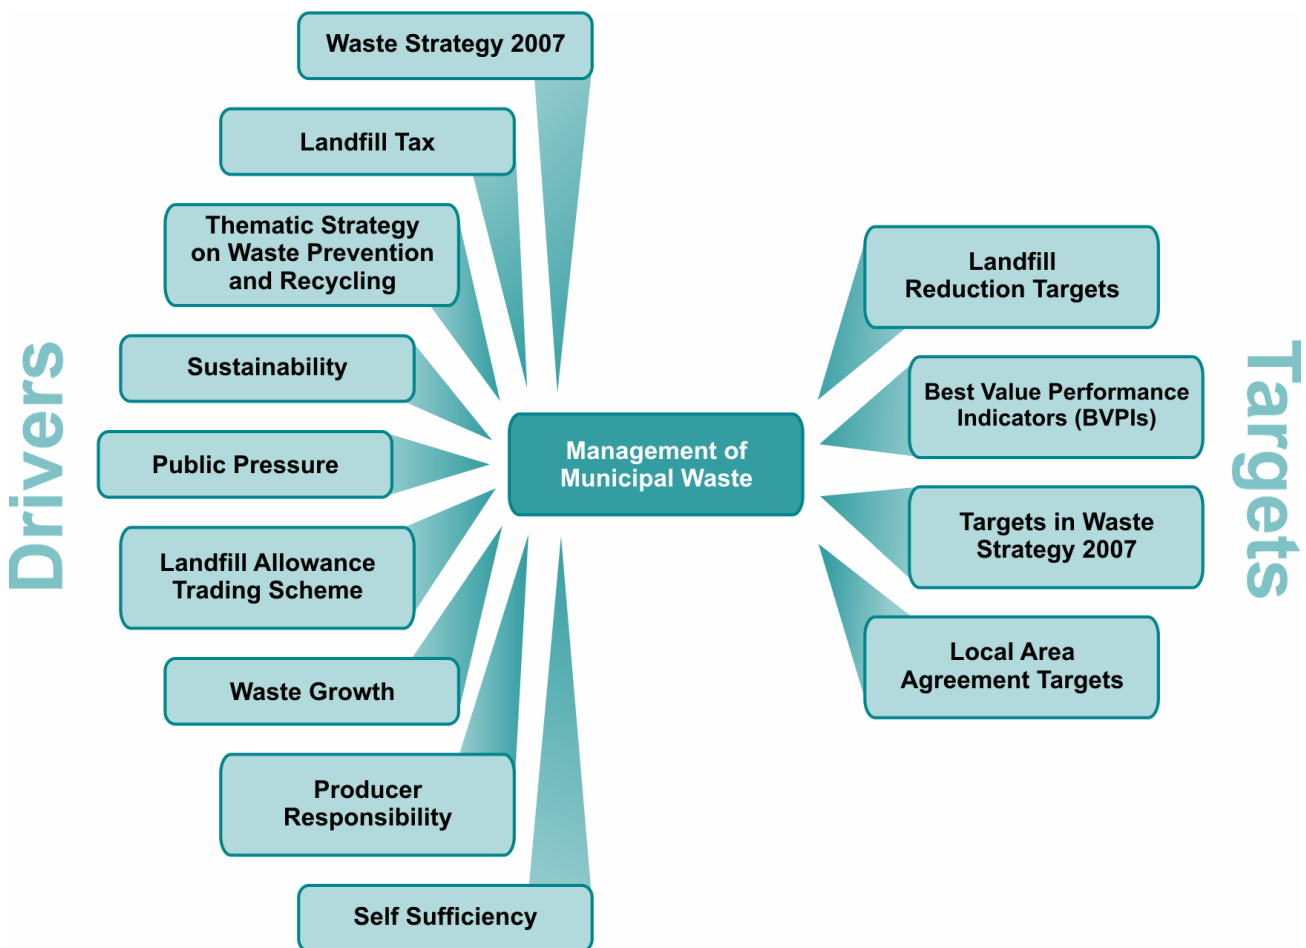 Drivers
Waste Strategy 2007
Landfill Tax
Thematic Strategy
on Waste Prevention
and Recycling
Sustainability
Public Pressure
Landfill Allowance
Trading Scheme
Waste Growth
Producer
Responsibility
Self Sufficiency
Management of
Municipal Waste
Landfill
Reduction Targets
Best Value Performance
Indicators (BVPIs)
Targets in Waste
Strategy 2007
Local Area
Agreement Targets
Targets